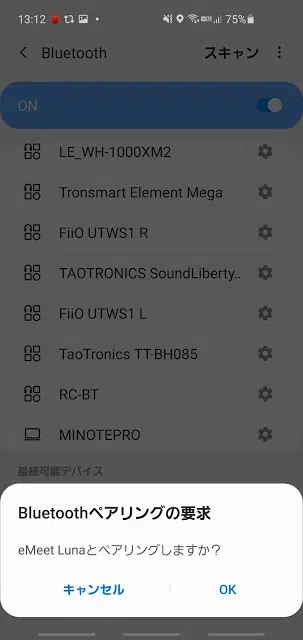 13:12 75%
Bluetooth スキャン
ON
LE_WH-1000XM2
Tronsmart Element Mega
FiiO UTWS1 R
TAOTRONICS SoundLiberty..
FiiO UTWS1 L
TaoTronics TT-BH085
RC-BT
MINOTEPRO
接続可能デバイス
Bluetoothペアリングの要求
eMeet Lunaとペアリングしますか？
キャンセル OK